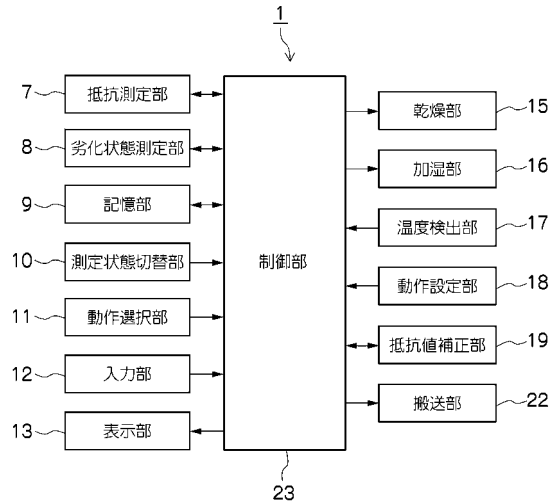 1
7 抵抗測定部
8 劣化状態測定部
9 記憶部
10 測定状態切替部
11 動作選択部
12 入力部
13 表示部
制御部
23
乾燥部 15
加湿部 16
温度検出部 17
動作設定部 18
抵抗値補正部 19
搬送部 22